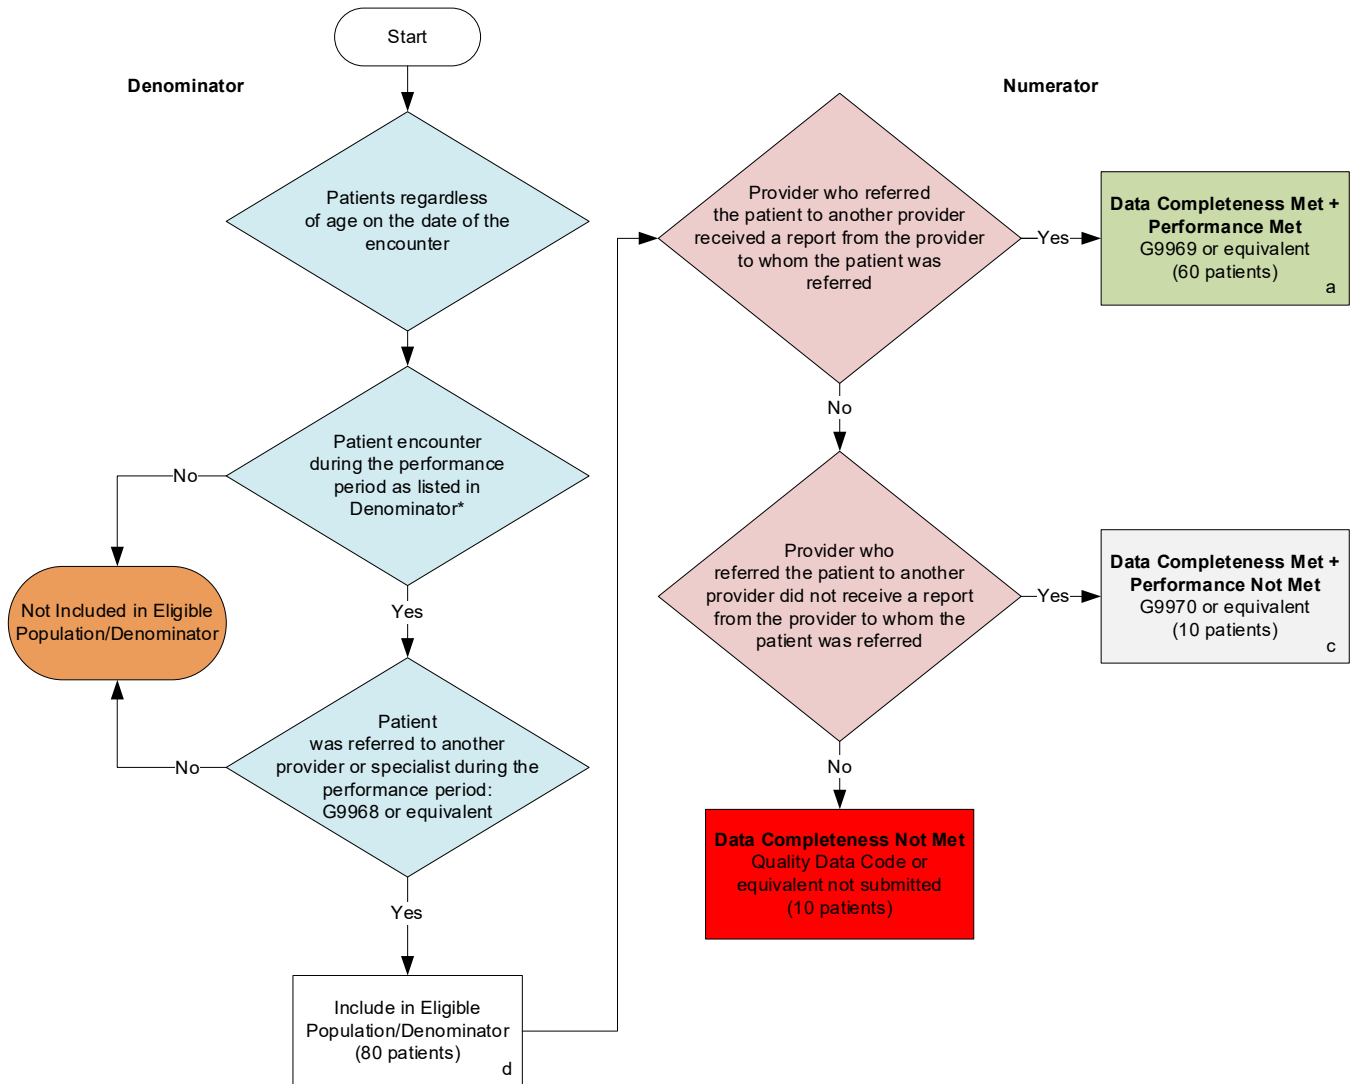 Start
Denominator
Patients regardless
of age on the date of the
encounter
Patient encounter
during the performance
period as listed in
Denominator*
No
Yes
Not Included in Eligible
Population/Denominator
Patient
was referred to another
provider or specialist during the
performance period:
G9968 or equivalent
No
Yes
Include in Eligible
Population/Denominator
(80 patients)
d
Numerator
Provider who referred
the patient to another provider
received a report from the provider
to whom the patient was
referred
Yes
Data Completeness Met +
Performance Met
G9969 or equivalent
(60 patients)
a
No
Provider who
referred the patient to another
provider did not receive a report
from the provider to whom the
patient was referred
Yes
Data Completeness Met +
Performance Not Met
G9970 or equivalent
(10 patients)
c
No
Data Completeness Not Met
Quality Data Code or
equivalent not submitted
(10 patients)